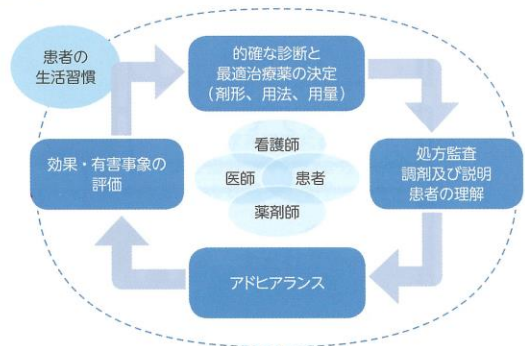 患者の
生活習慣
的確な診断と
最適治療薬の決定
（剤形、用法、用量）
処方監査
調剤及び説明
患者の理解
アドヒアランス
効果・有害事象の
評価
看護師
医師
患者
薬剤師